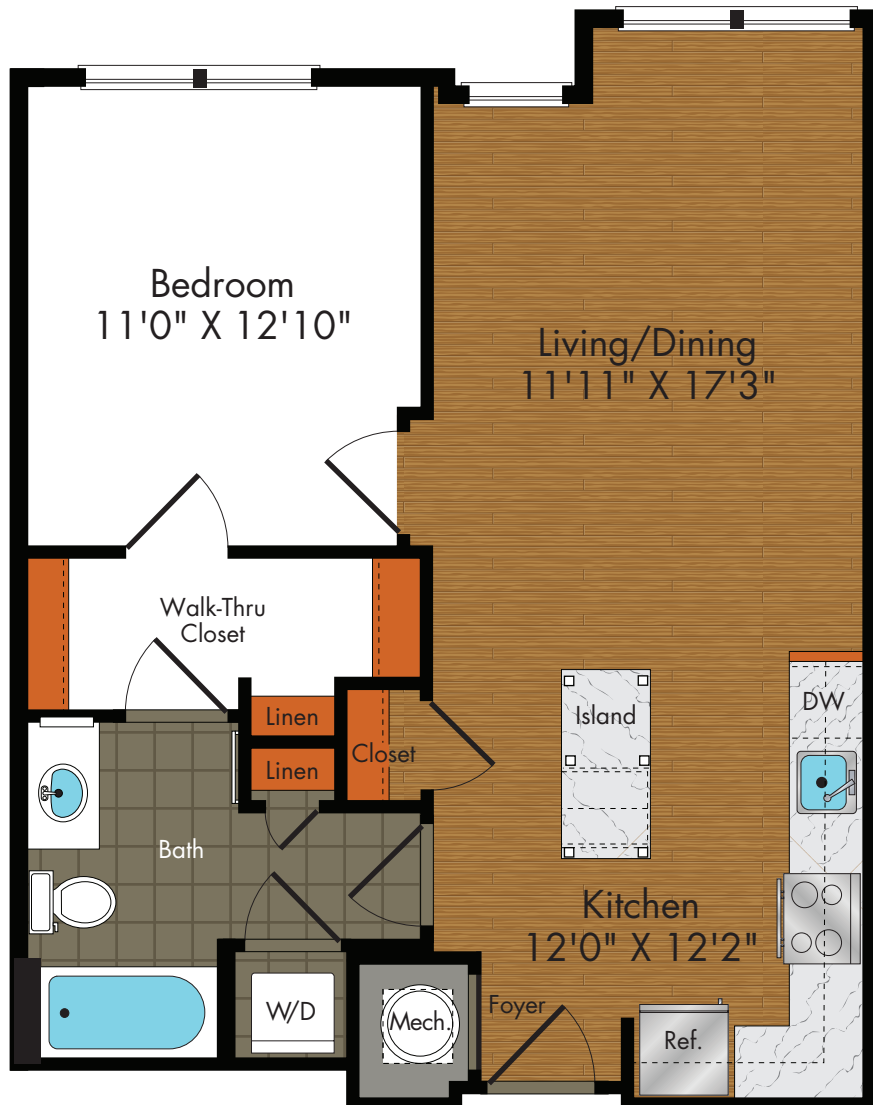 Bedroom
11'0" X 12'10"
Living/Dining
11'11" X 17'3"
Walk-Thru
Closet
Linen
Linen
Closet
Island
DW
Bath
Kitchen
12'0" X 12'2"
W/D
Mech.
Foyer
Ref.